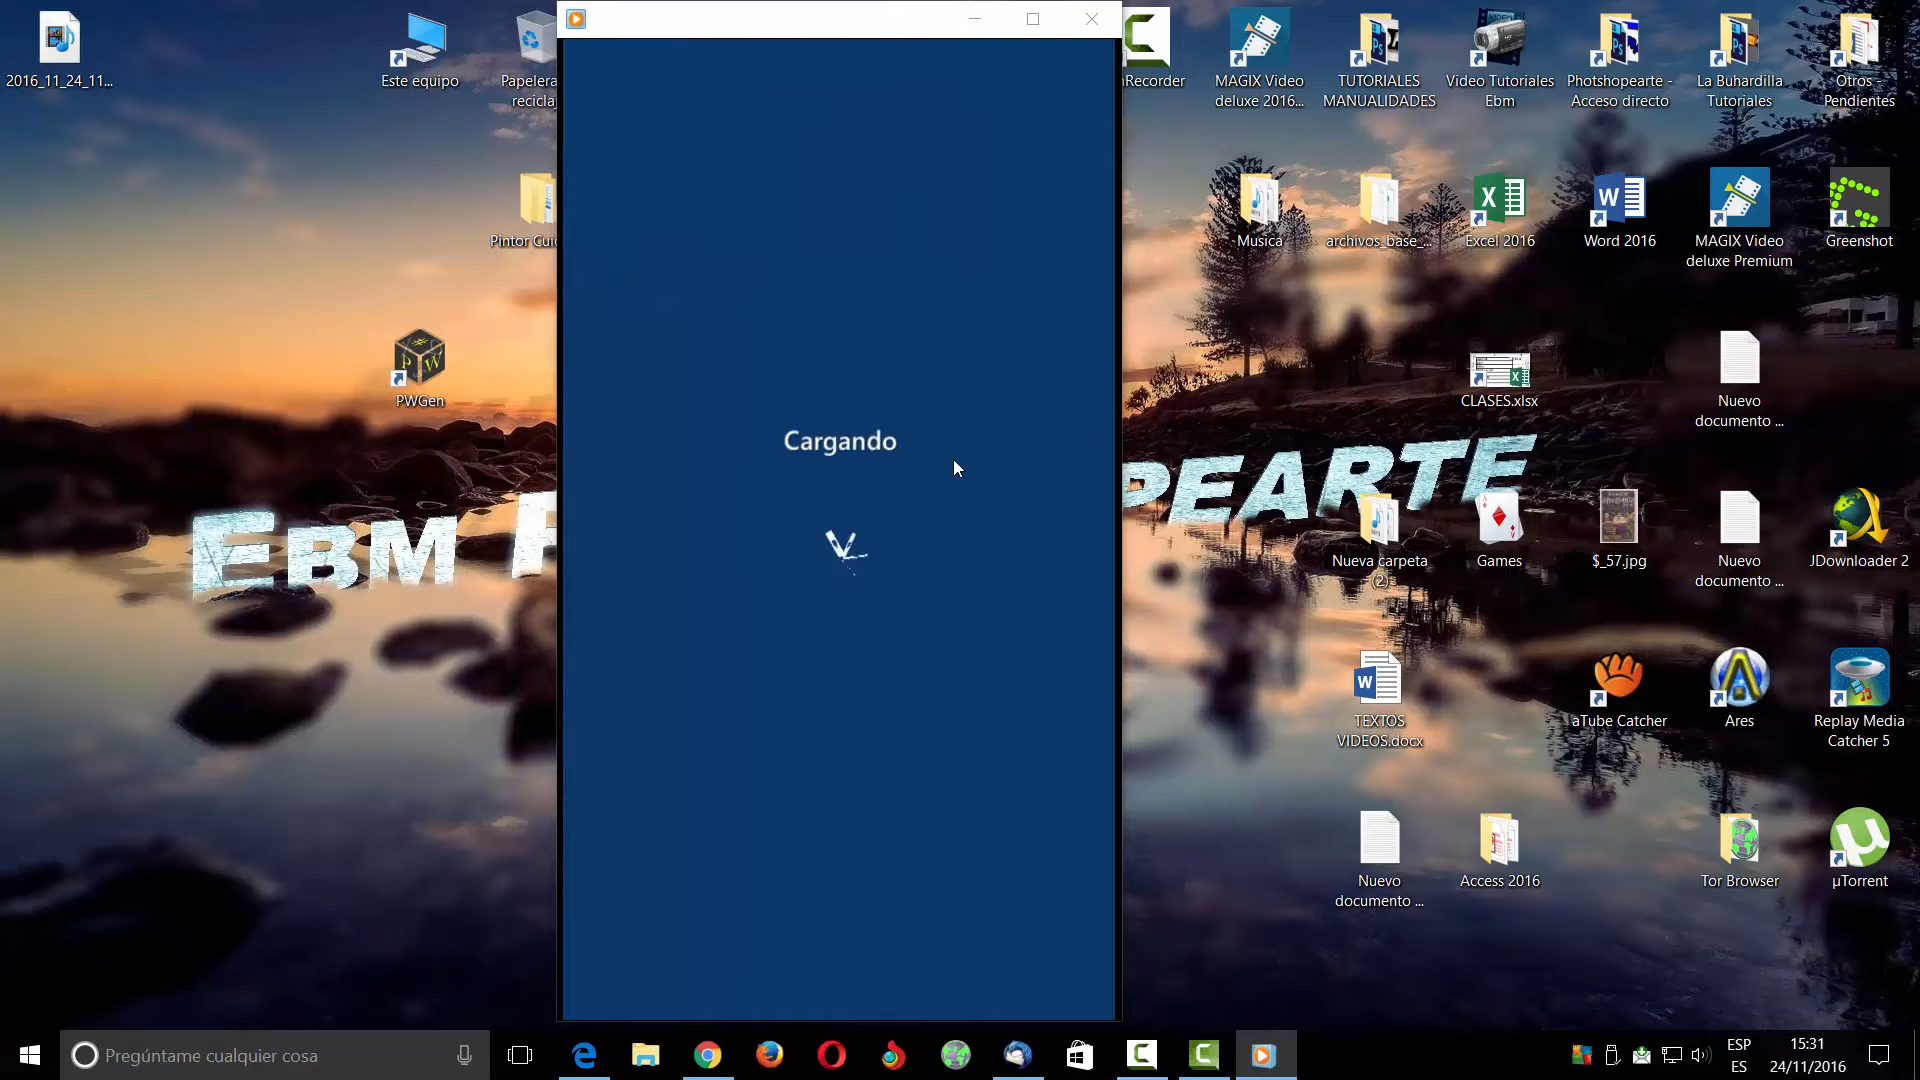 2016_11_24_11...
Este equipo
Papelera
recicla
nRecorder
MAGIX Video
deluxe 2016...
TUTORIALES
MANUALIDADES
Video Tutoriales
Ebm
Photshopearte -
Acceso directo
La Buhardilla
Tutoriales
Otros -
Pendientes
Pintor Cui
Musica
archivos_base_...
Excel 2016
Word 2016
MAGIX Video
deluxe Premium
Greenshot
PWGen
CLASES.xlsx
Nuevo
documento ...
Cargando
EBM
PEARTE
Nueva carpeta
(2)
Games
$_57.jpg
Nuevo
documento ...
JDownloader 2
TEXTOS
VIDEOS.docx
aTube Catcher
Ares
Replay Media
Catcher 5
Nuevo
documento ...
Access 2016
Tor Browser
µTorrent
Pregúntame cualquier cosa
ESP
ES
15:31
24/11/2016